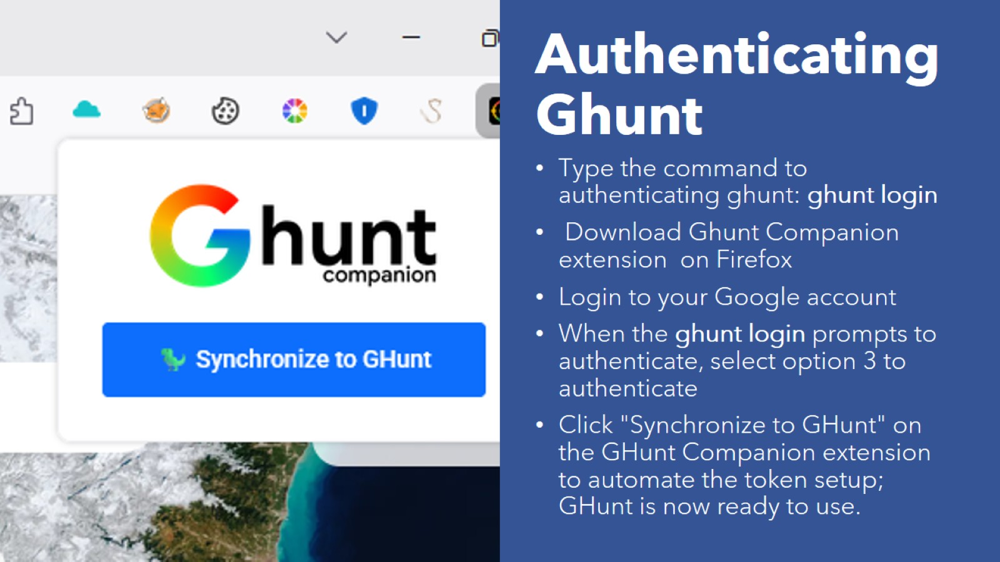 Ghunt
companion
Synchronize to GHunt
Authenticating
Ghunt
• Type the command to
authenticating ghunt: ghunt login
• Download Ghunt Companion
extension on Firefox
• Login to your Google account
• When the ghunt login prompts to
authenticate, select option 3 to
authenticate
• Click "Synchronize to GHunt" on
the GHunt Companion extension
to automate the token setup;
GHunt is now ready to use.